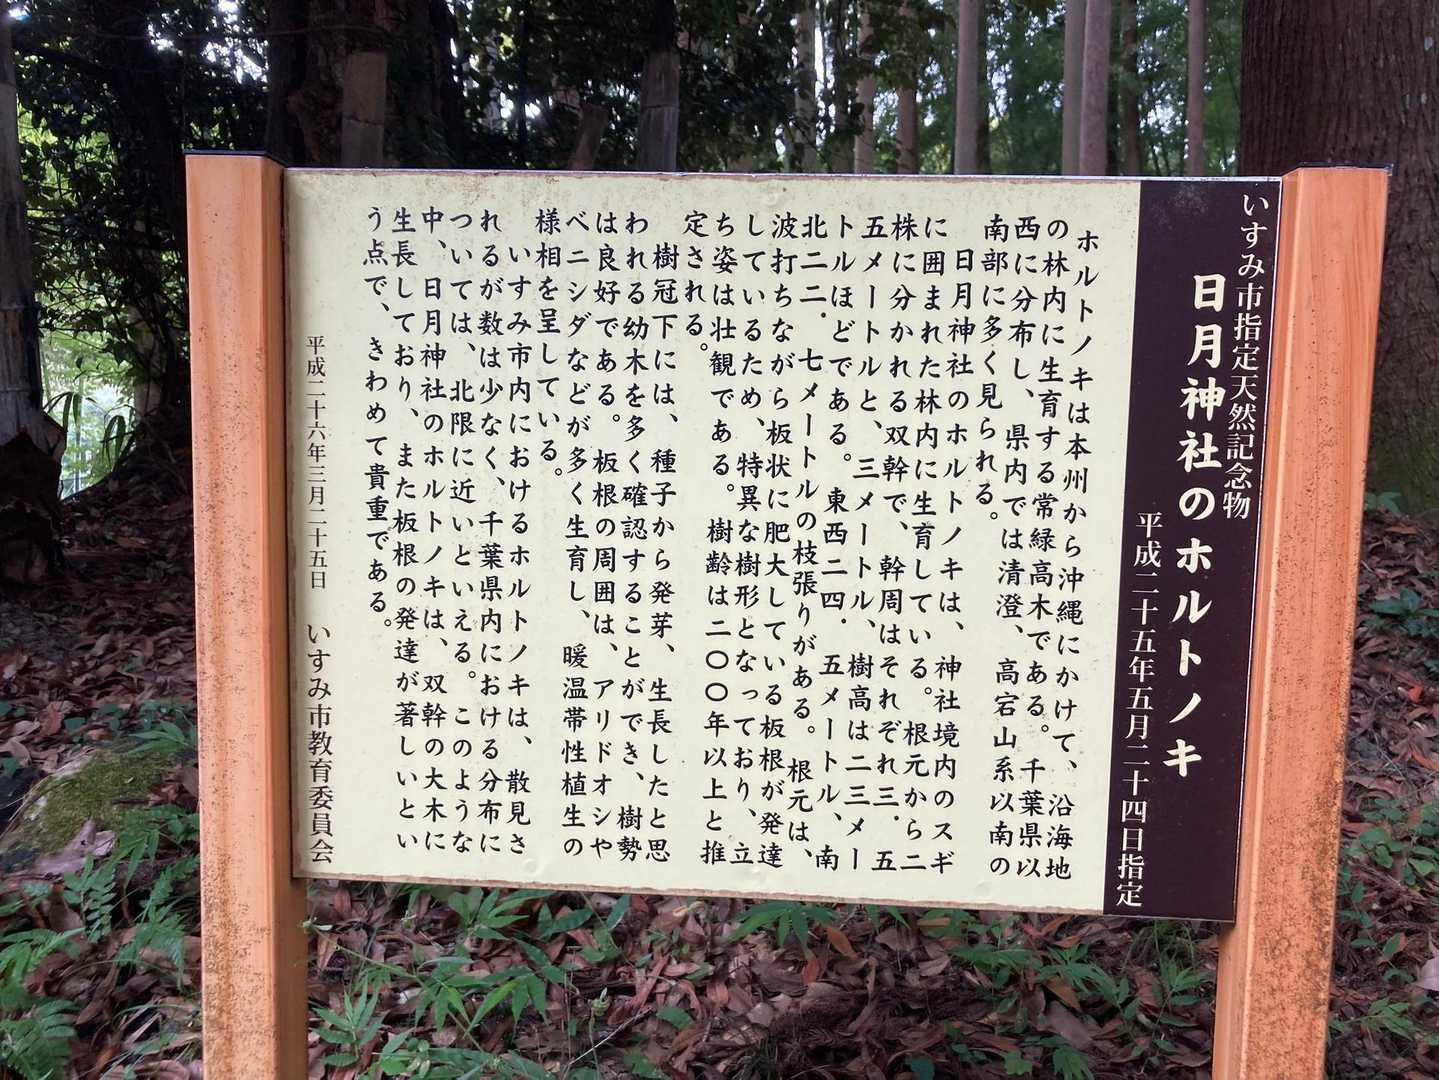 いすみ市指定天然記念物
日月神社のホルトノキ
平成二十五年五月二十四日指定
ホルトノキは本州から沖縄にかけて、沿海地
の林内に生育する常緑高木である。千葉県以
西に分布し、県内では清澄、高宕山系以南の
南部に多く見られる。
日月神社のホルトノキは、神社境内のスギ
に囲まれた林内に生育している。根元から二
株に分かれる双幹で、幹周はそれぞれ三．五
五メートルと、三メートル、樹高は二三メー
トルほどである。東西二四．五メートル、南
北二二．七メートルの枝張りがある。根元は、
波打ちながら板状に肥大している板根が発達
しているため、特異な樹形となっており、立
ち姿は壮観である。樹齢は二〇〇年以上と推
定される。
樹冠下には、種子から発芽、生長したと思
われる幼木を多く確認することができ、樹勢
は良好である。板根の周囲は、アリドオシや
ベニシダなどが多く生育し、暖温帯性植生の
様相を呈している。
いすみ市内におけるホルトノキは、散見さ
れるが数は少なく、千葉県内における分布に
ついては、北限に近いといえる。このような
中、日月神社のホルトノキは、双幹の大木に
生長しており、また板根の発達が著しいとい
う点で、きわめて貴重である。
平成二十六年三月二十五日 いすみ市教育委員会